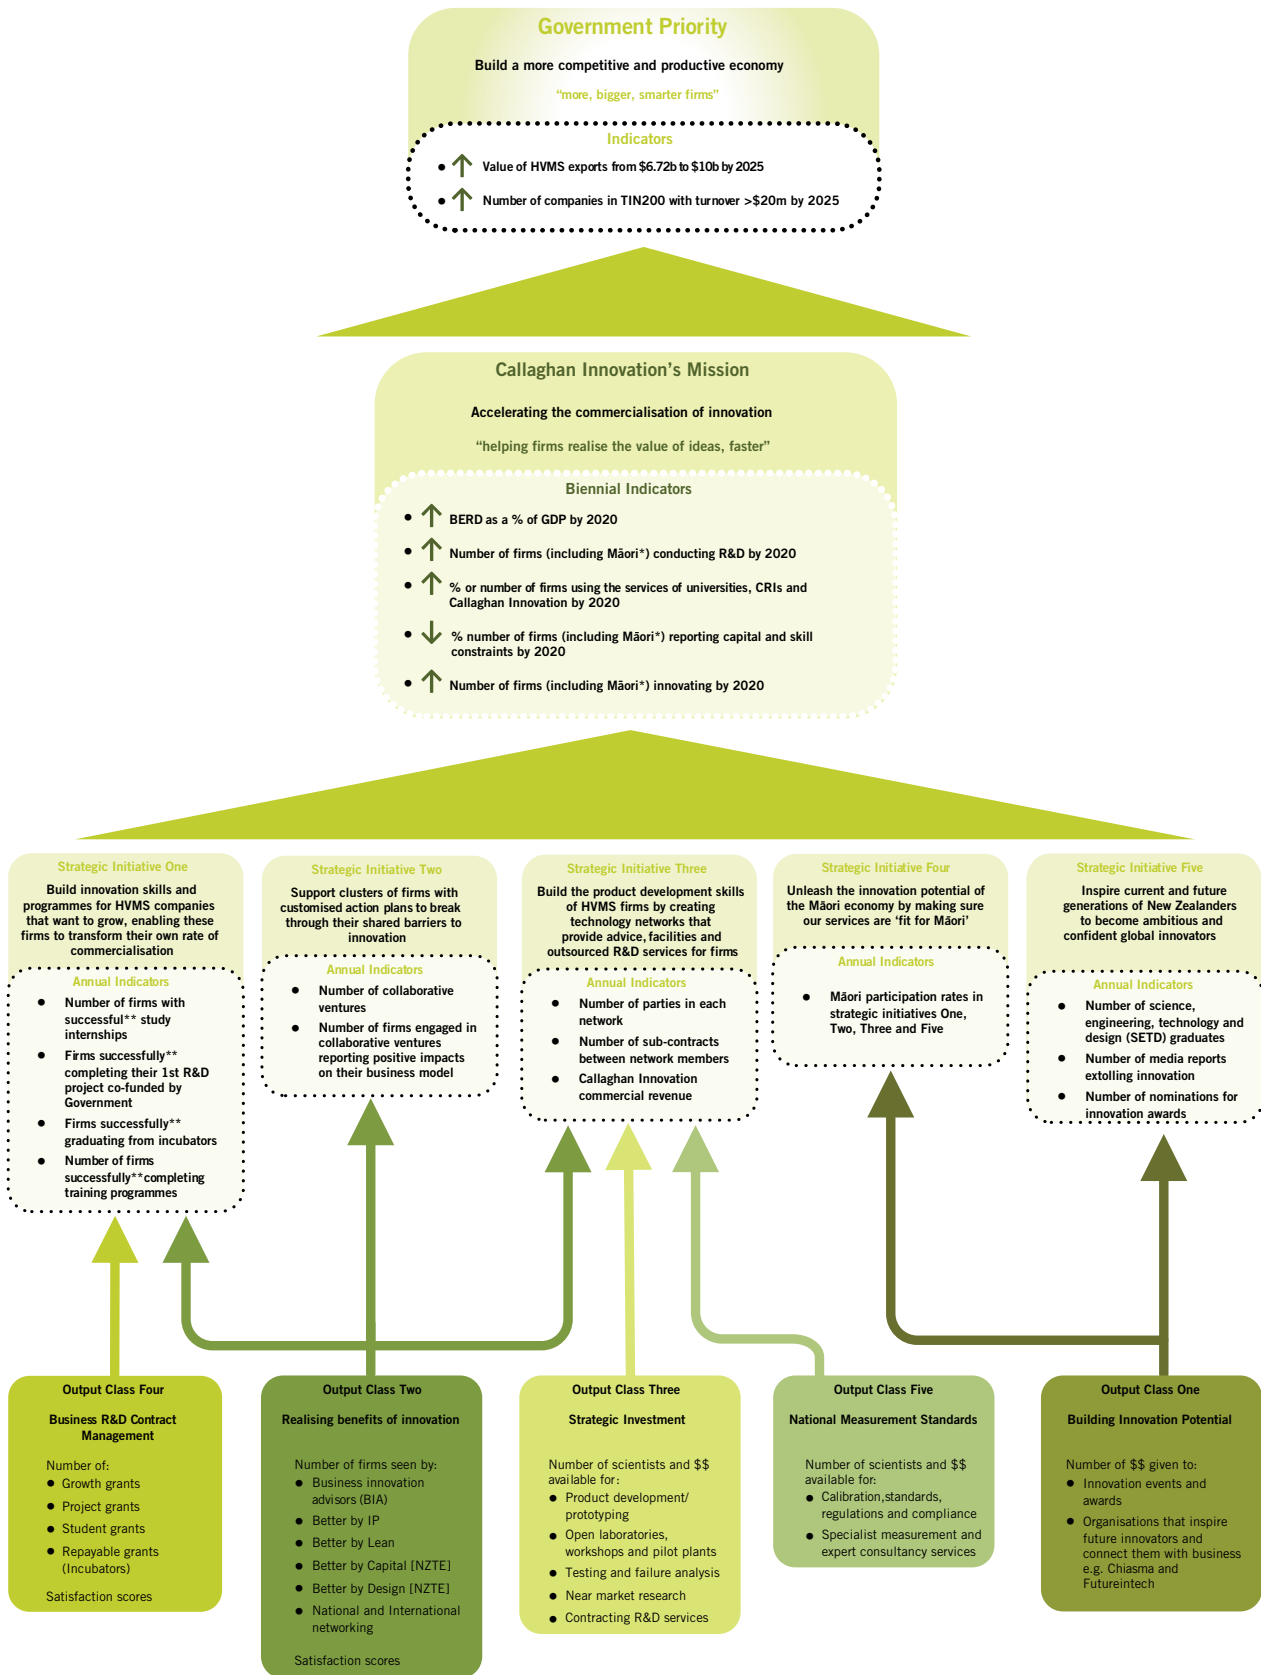 Government Priority
Build a more competitive and productive economy
“more, bigger, smarter firms”
Indicators
● Value of HVMS exports from $6.72b to $10b by 2025
● Number of companies in TIN200 with turnover >$20m by 2025
Callaghan Innovation’s Mission
Accelerating the commercialisation of innovation
“helping firms realise the value of ideas, faster”
Biennial Indicators
● BERD as a % of GDP by 2020
● Number of firms (including Māori*) conducting R&D by 2020
● % or number of firms using the services of universities, CRIs and
Callaghan Innovation by 2020
● % number of firms (including Māori*) reporting capital and skill
constraints by 2020
● Number of firms (including Māori*) innovating by 2020
Strategic Initiative One
Build innovation skills and
programmes for HVMS companies
that want to grow, enabling these
firms to transform their own rate of
commercialisation
Annual Indicators
● Number of firms with
successful** study
internships
● Firms successfully**
completing their 1st R&D
project co-funded by
Government
● Firms successfully**
graduating from incubators
● Number of firms
successfully**completing
training programmes
Strategic Initiative Two
Support clusters of firms with
customised action plans to break
through their shared barriers to
innovation
Annual Indicators
● Number of collaborative
ventures
● Number of firms engaged in
collaborative ventures
reporting positive impacts
on their business model
Strategic Initiative Three
Build the product development skills
of HVMS firms by creating
technology networks that
provide advice, facilities and
outsourced R&D services for firms
Annual Indicators
● Number of parties in each
network
● Number of sub-contracts
between network members
● Callaghan Innovation
commercial revenue
Strategic Initiative Four
Unleash the innovation potential of
the Māori economy by making sure
our services are ‘fit for Māori’
Annual Indicators
● Māori participation rates in
strategic initiatives One,
Two, Three and Five
Strategic Initiative Five
Inspire current and future
generations of New Zealanders
to become ambitious and
confident global innovators
Annual Indicators
● Number of science,
engineering, technology and
design (SETD) graduates
● Number of media reports
extolling innovation
● Number of nominations for
innovation awards
Output Class Four
Business R&D Contract
Management
Number of:
● Growth grants
● Project grants
● Student grants
● Repayable grants
(Incubators)
Satisfaction scores
Output Class Two
Realising benefits of innovation
Number of firms seen by:
● Business innovation
advisors (BIA)
● Better by IP
● Better by Lean
● Better by Capital [NZTE]
● Better by Design [NZTE]
● National and International
networking
Satisfaction scores
Output Class Three
Strategic Investment
Number of scientists and $$
available for:
● Product development/
prototyping
● Open laboratories,
workshops and pilot plants
● Testing and failure analysis
● Near market research
● Contracting R&D services
Output Class Five
National Measurement Standards
Number of scientists and $$
available for:
● Calibration,standards,
regulations and compliance
● Specialist measurement and
expert consultancy services
Output Class One
Building Innovation Potential
Number of $$ given to:
● Innovation events and
awards
● Organisations that inspire
future innovators and
connect them with business
e.g. Chiasma and
Futureintech